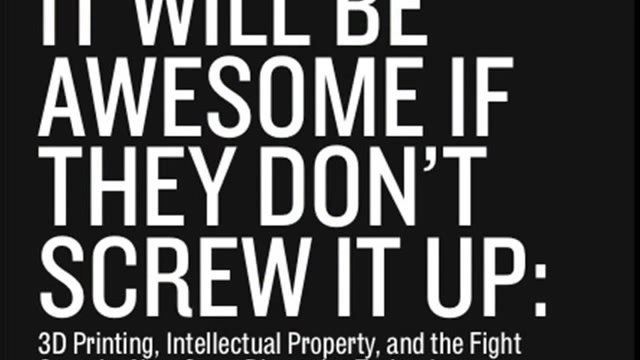 IT WILL BE
AWESOME IF
THEY DON'T
SCREW IT UP:
3D Printing, Intellectual Property, and the Fight